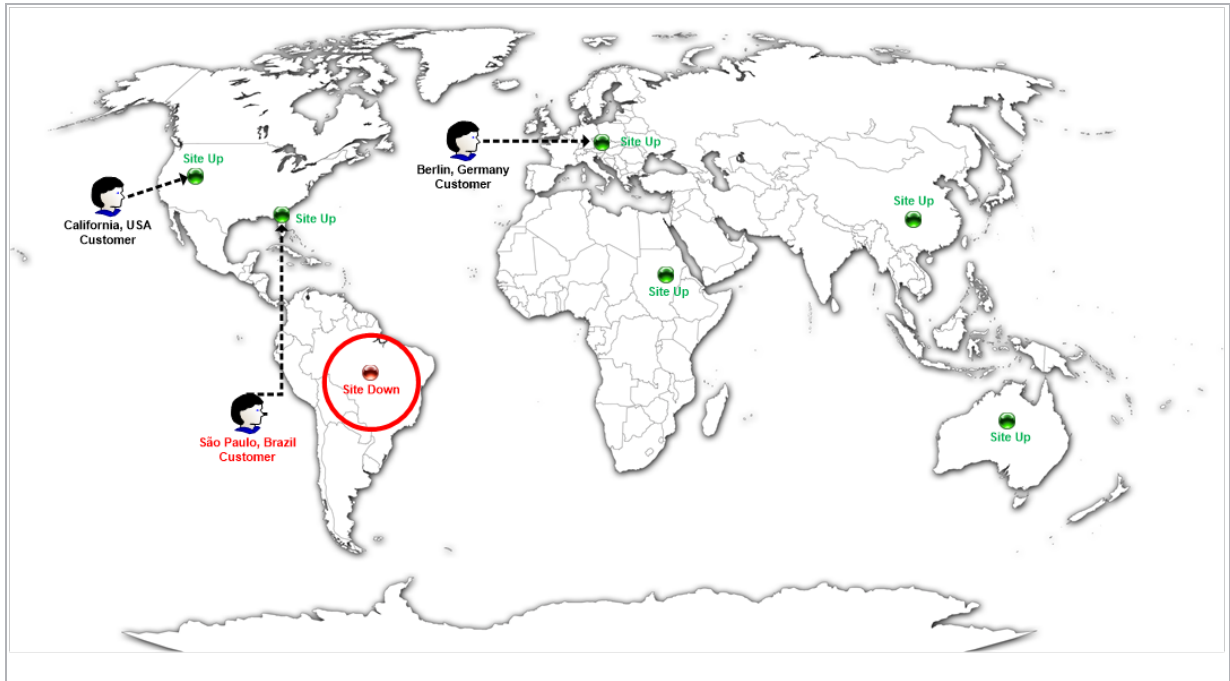 Site Up
California, USA
Customer
Site Up
Berlin, Germany
Customer
Site Up
Site Up
Site Up
Site Down
São Paulo, Brazil
Customer
Site Up